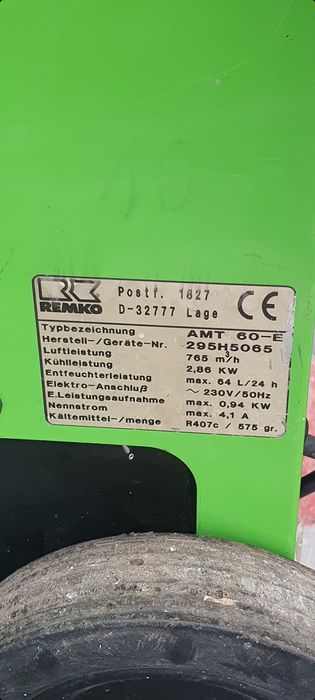 10
REMKO
Postf. 1827
D-32777 Lage
CE
Typbezeichnung AMT 60-E
Herstell-/Geräte-Nr. 295H5065
Luftleistung 765 m³/h
Kühlleistung 2,86 KW
Entfeuchterleistung max. 64 L/24 h
Elektro-Anschluß ~ 230V/50Hz
E.Leistungsaufnahme max. 0,94 KW
Nennstrom max. 4,1 A
Kältemittel-/menge R407c / 575 gr.